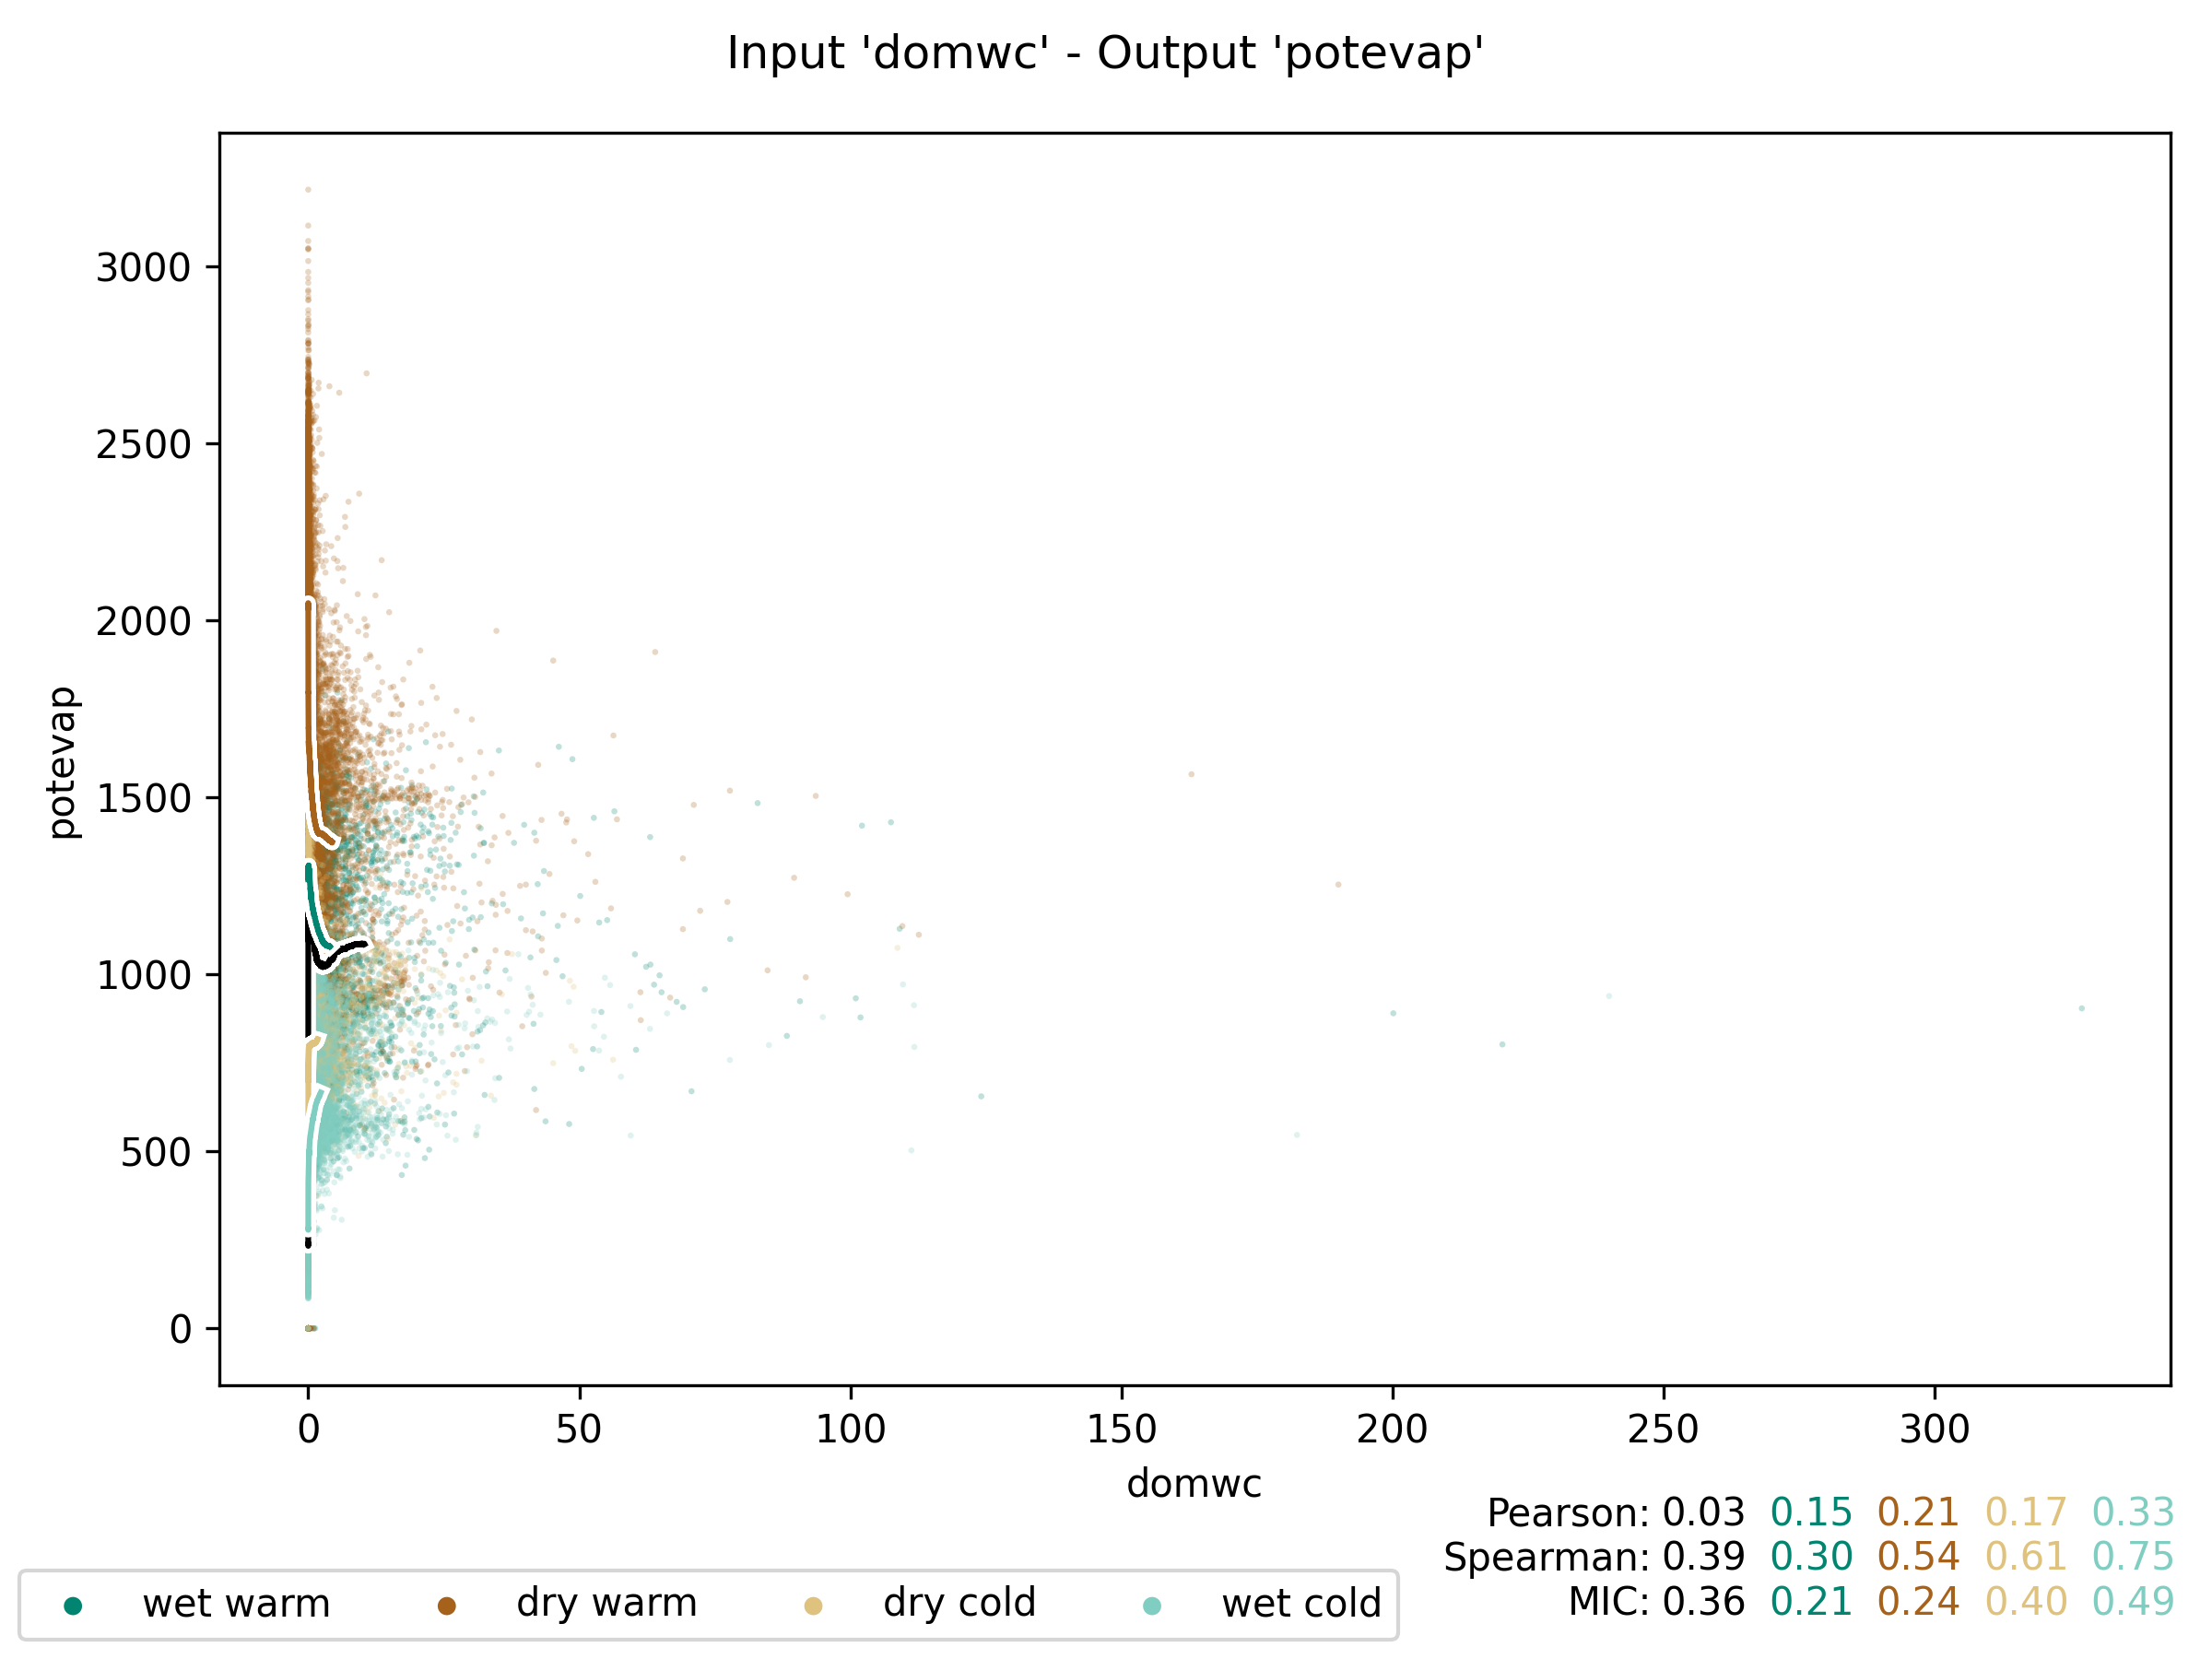 Input 'domwc' - Output 'potevap'
3000
2500
2000
1500
1000
500
0
potevap
0 50 100 150 200 250 300
domwc
Pearson: 0.03 0.15 0.21 0.17 0.33
Spearman: 0.39 0.30 0.54 0.61 0.75
MIC: 0.36 0.21 0.24 0.40 0.49
wet warm dry warm dry cold wet cold